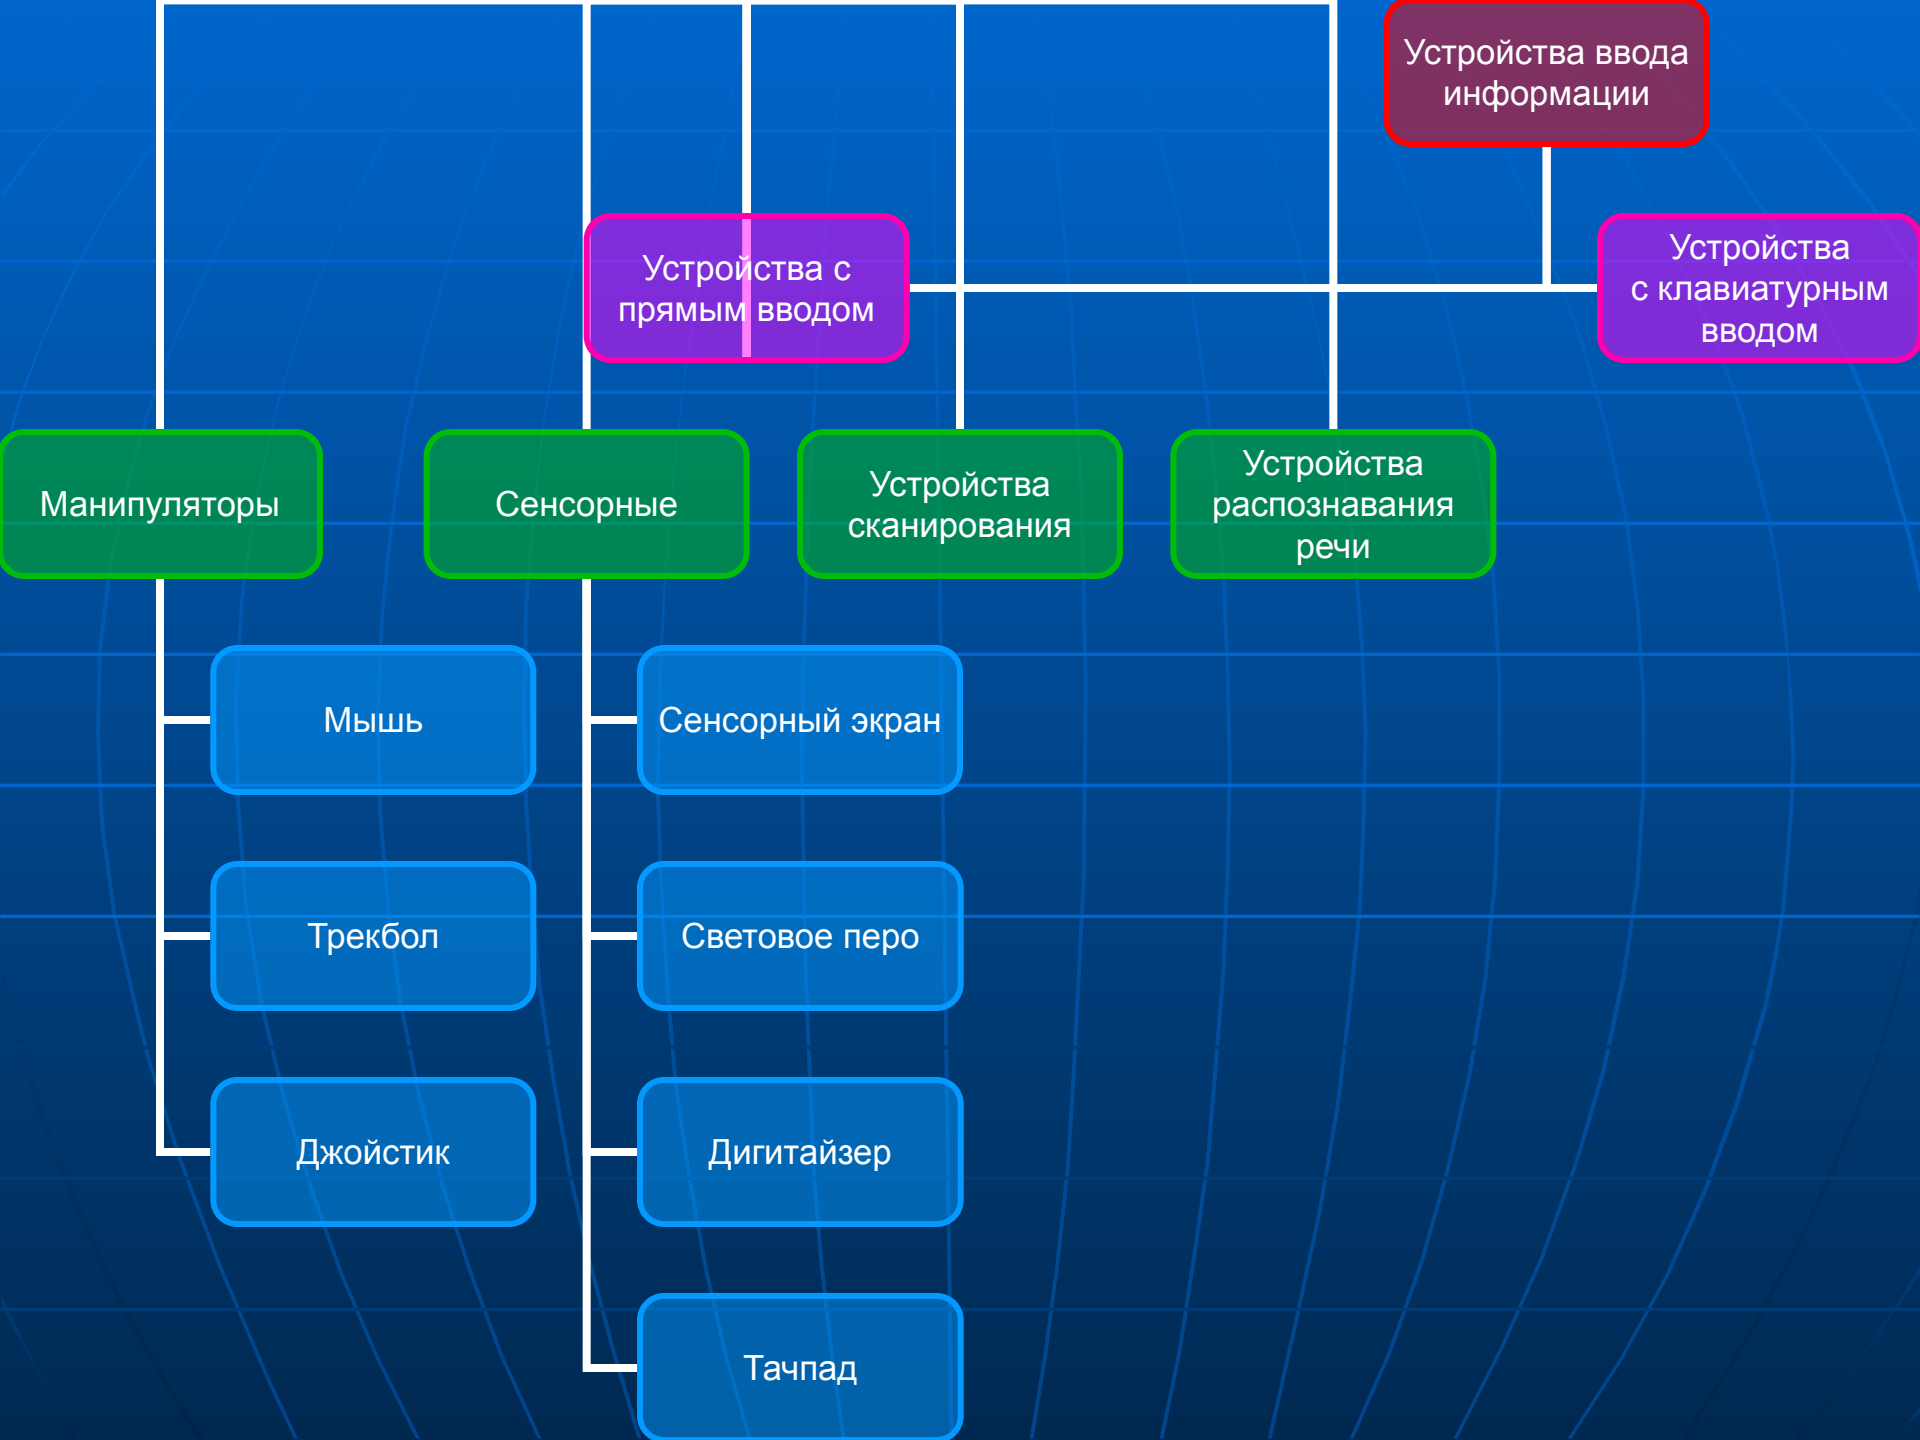 Устройства ввода
информации
Устройства с
прямым вводом
Устройства
с клавиатурным
вводом
Манипуляторы
Сенсорные
Устройства
сканирования
Устройства
распознавания
речи
Мышь
Сенсорный экран
Трекбол
Световое перо
Джойстик
Дигитайзер
Тачпад